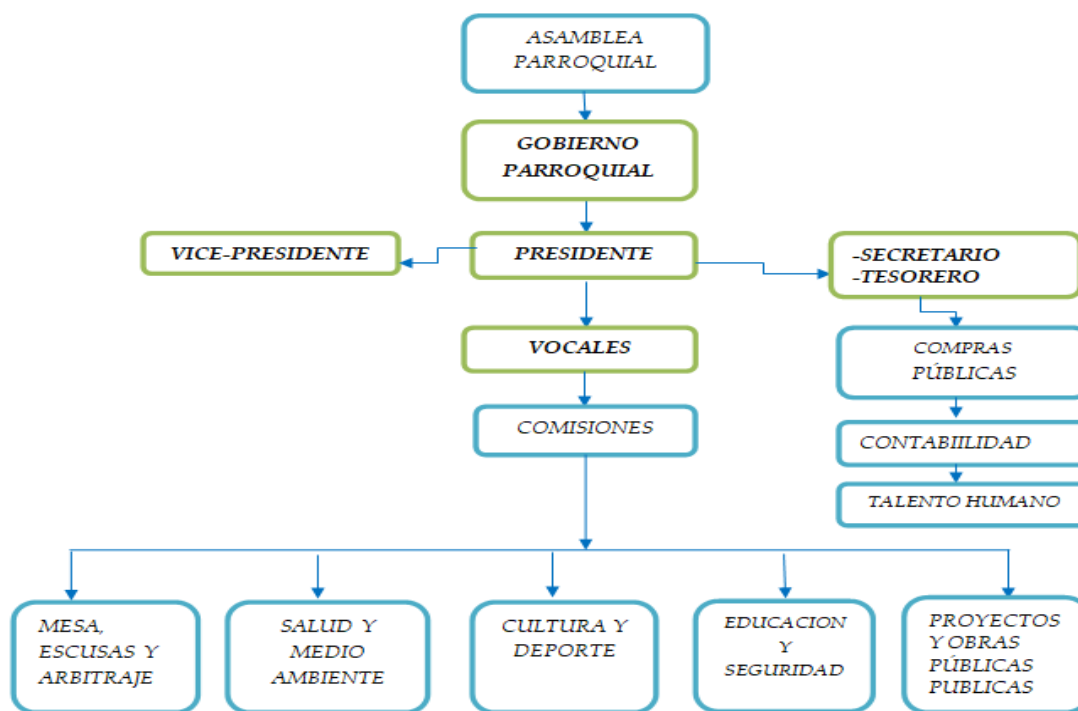 ASAMBLEA
PARROQUIAL
GOBIERNO
PARROQUIAL
VICE-PRESIDENTE
PRESIDENTE
-SECRETARIO
-TESORERO
VOCALES
COMPRAS
PÚBLICAS
COMISIONES
CONTABIILIDAD
TALENTO HUMANO
MESA,
ESCUSAS Y
ARBITRAJE
SALUD Y
MEDIO
AMBIENTE
CULTURA Y
DEPORTE
EDUCACION
Y
SEGURIDAD
PROYECTOS
Y OBRAS
PÚBLICAS
PUBLICAS